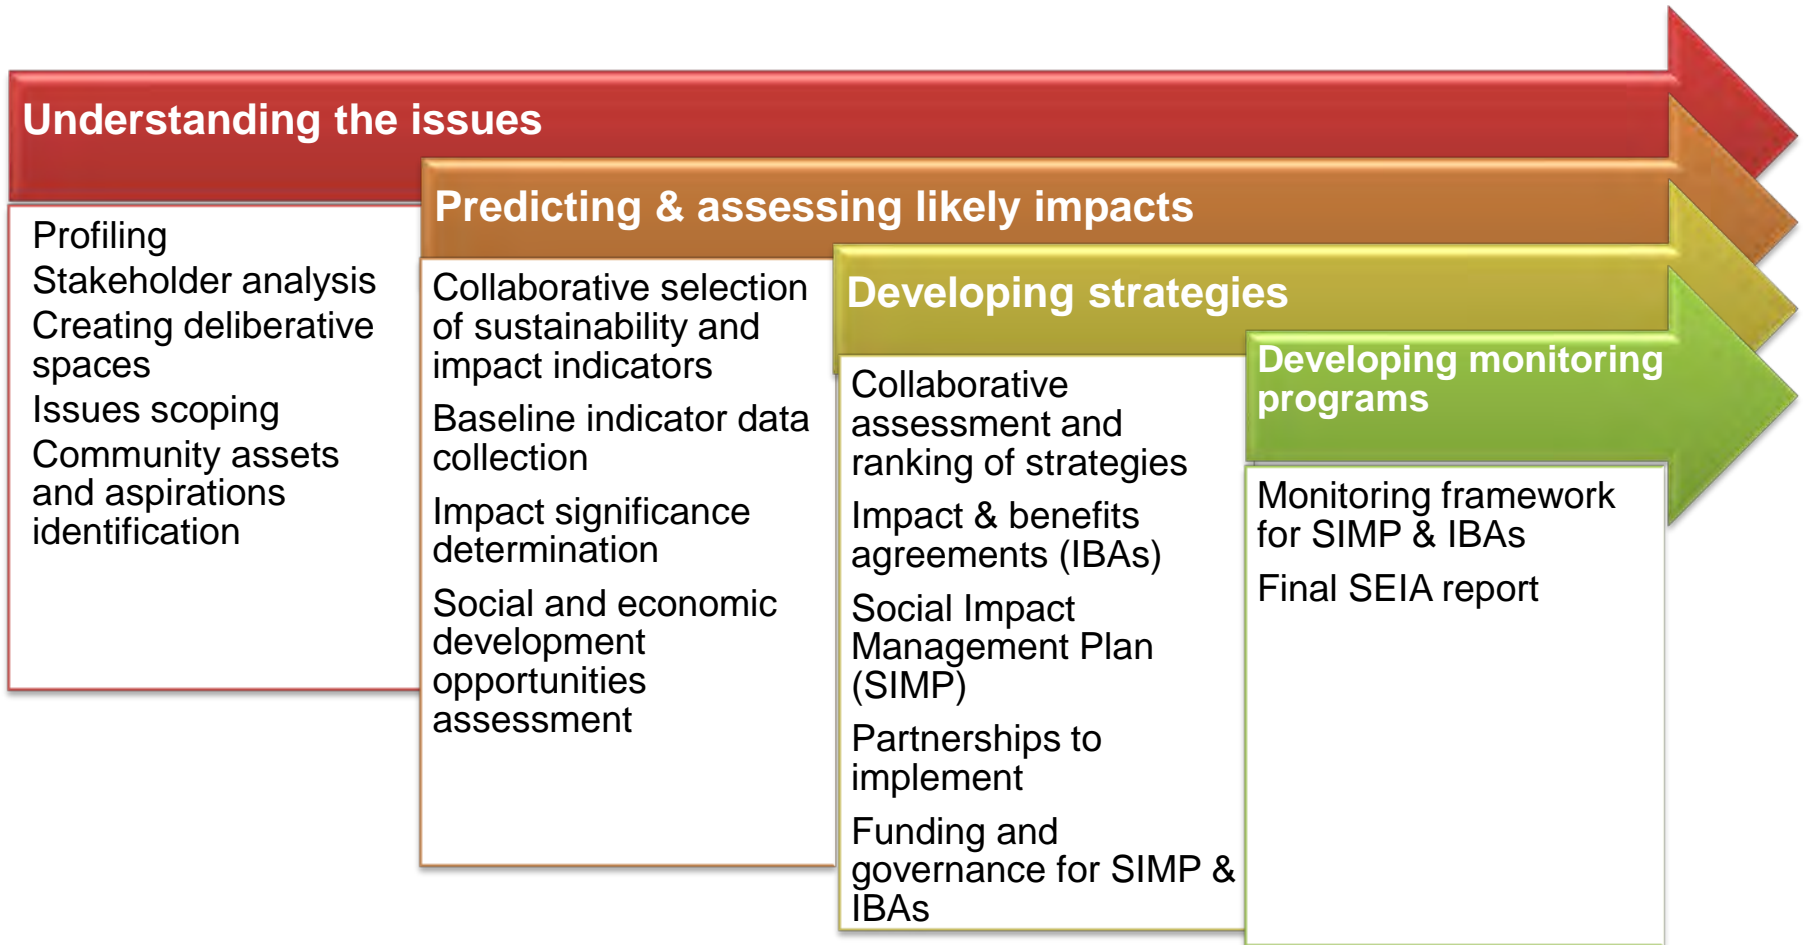 Understanding the issues
Profiling
Stakeholder analysis
Creating deliberative
spaces
Issues scoping
Community assets
and aspirations
identification
Predicting & assessing likely impacts
Collaborative selection
of sustainability and
impact indicators
Baseline indicator data
collection
Impact significance
determination
Social and economic
development
opportunities
assessment
Developing strategies
Collaborative
assessment and
ranking of strategies
Impact & benefits
agreements (IBAs)
Social Impact
Management Plan
(SIMP)
Partnerships to
implement
Funding and
governance for SIMP &
IBAs
Developing monitoring
programs
Monitoring framework
for SIMP & IBAs
Final SEIA report